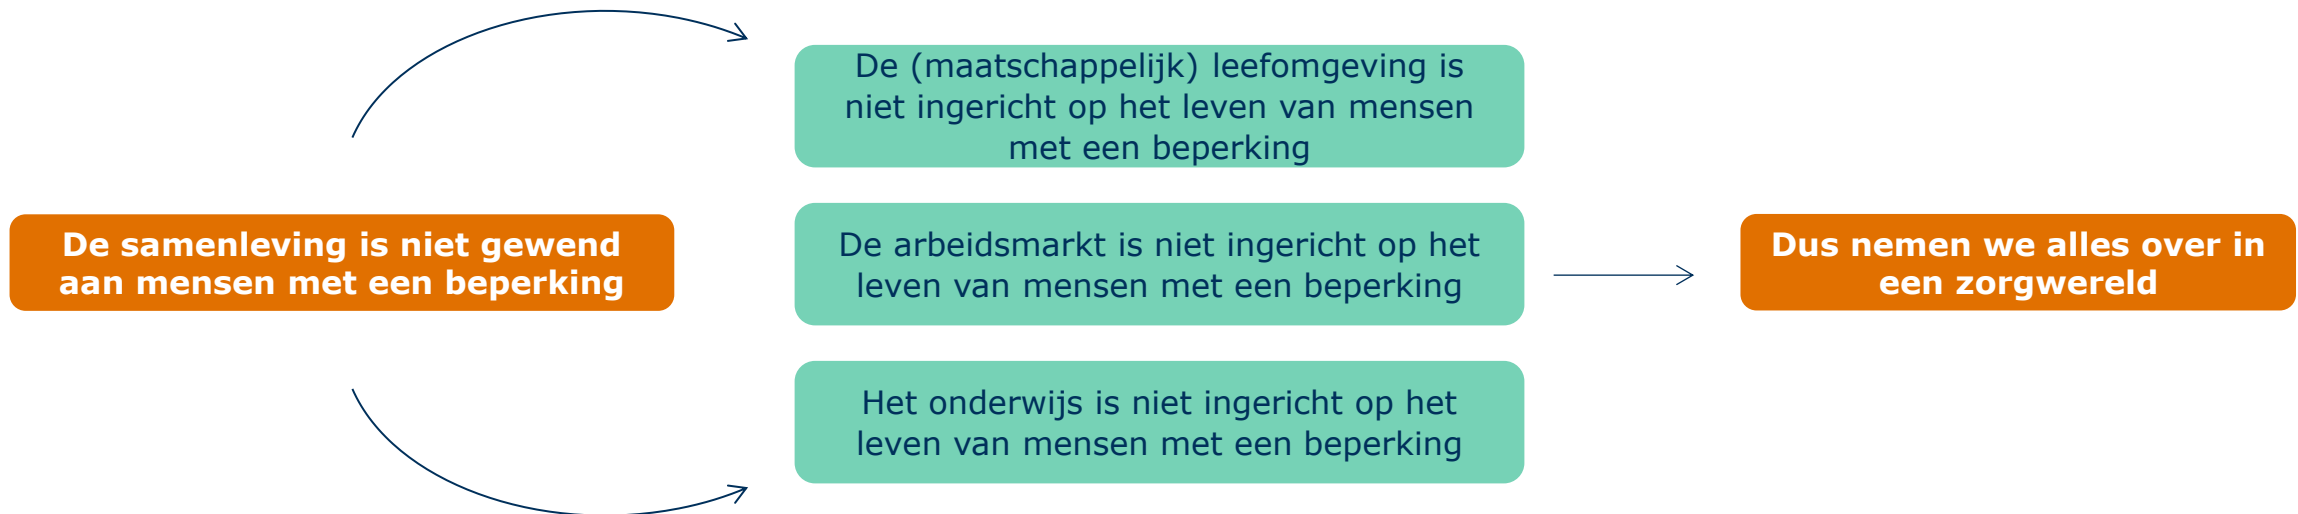 De samenleving is niet gewend
aan mensen met een beperking
De (maatschappelijk) leefomgeving is
niet ingericht op het leven van mensen
met een beperking
De arbeidsmarkt is niet ingericht op het
leven van mensen met een beperking
Het onderwijs is niet ingericht op het
leven van mensen met een beperking
Dus nemen we alles over in
een zorgwereld